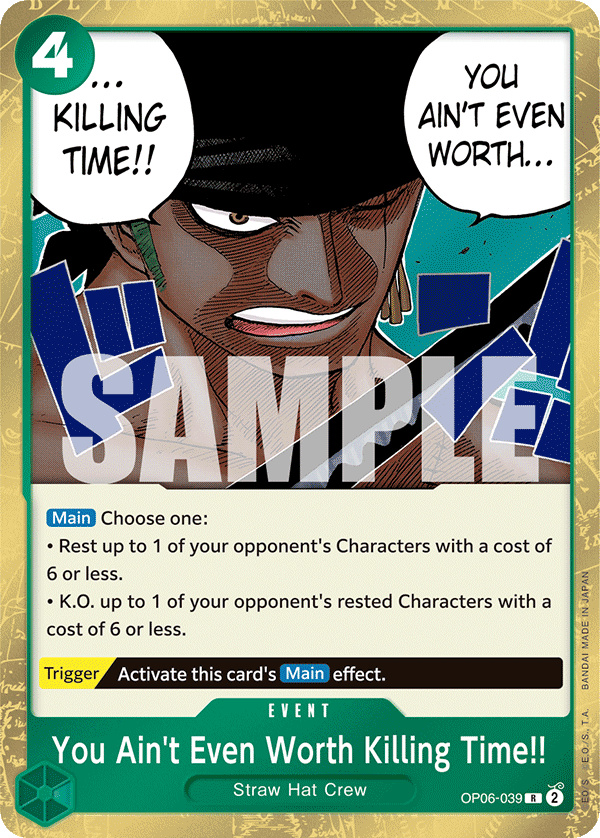 4
... KILLING TIME!!
YOU AIN'T EVEN WORTH...
ドドン
SAMPLE
Main Choose one:
• Rest up to 1 of your opponent's Characters with a cost of
6 or less.
• K.O. up to 1 of your opponent's rested Characters with a
cost of 6 or less.
Trigger Activate this card's Main effect.
EVENT
You Ain't Even Worth Killing Time!!
Straw Hat Crew
OP06-039 R 2
©E.O./S, T.A. BANDAI MADE IN JAPAN